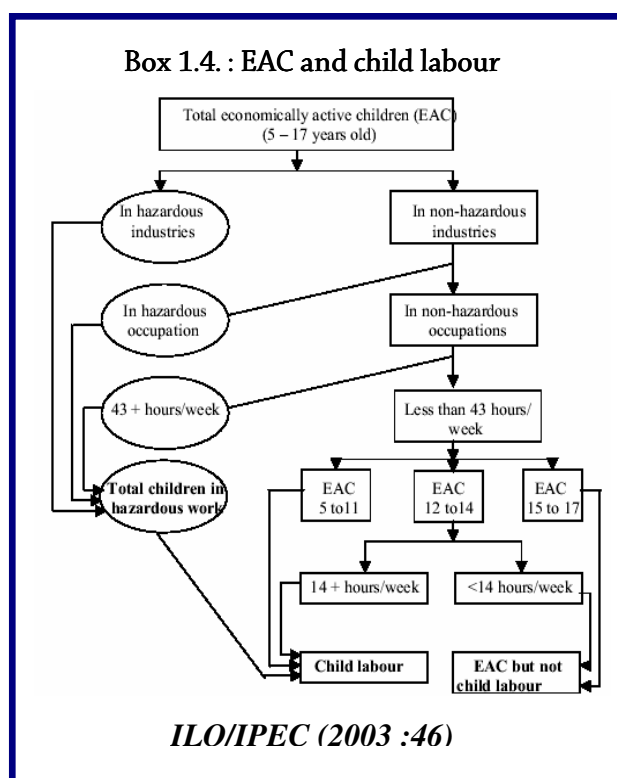 Box 1.4. : EAC and child labour
Total economically active children (EAC)
(5 – 17 years old)
In hazardous
industries
In non-hazardous
industries
In hazardous
occupation
In non-hazardous
occupations
43 + hours/week
Less than 43 hours/
week
Total children in
hazardous work
EAC
5 to11
EAC
12 to14
EAC
15 to 17
14 + hours/week
<14 hours/week
Child labour
EAC but not
child labour
ILO/IPEC (2003 :46)